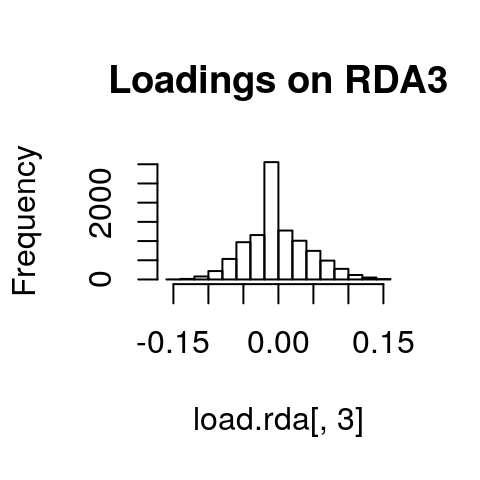 Loadings on RDA3
Frequency
2000
0
-0.15 0.00 0.15
load.rda[, 3]